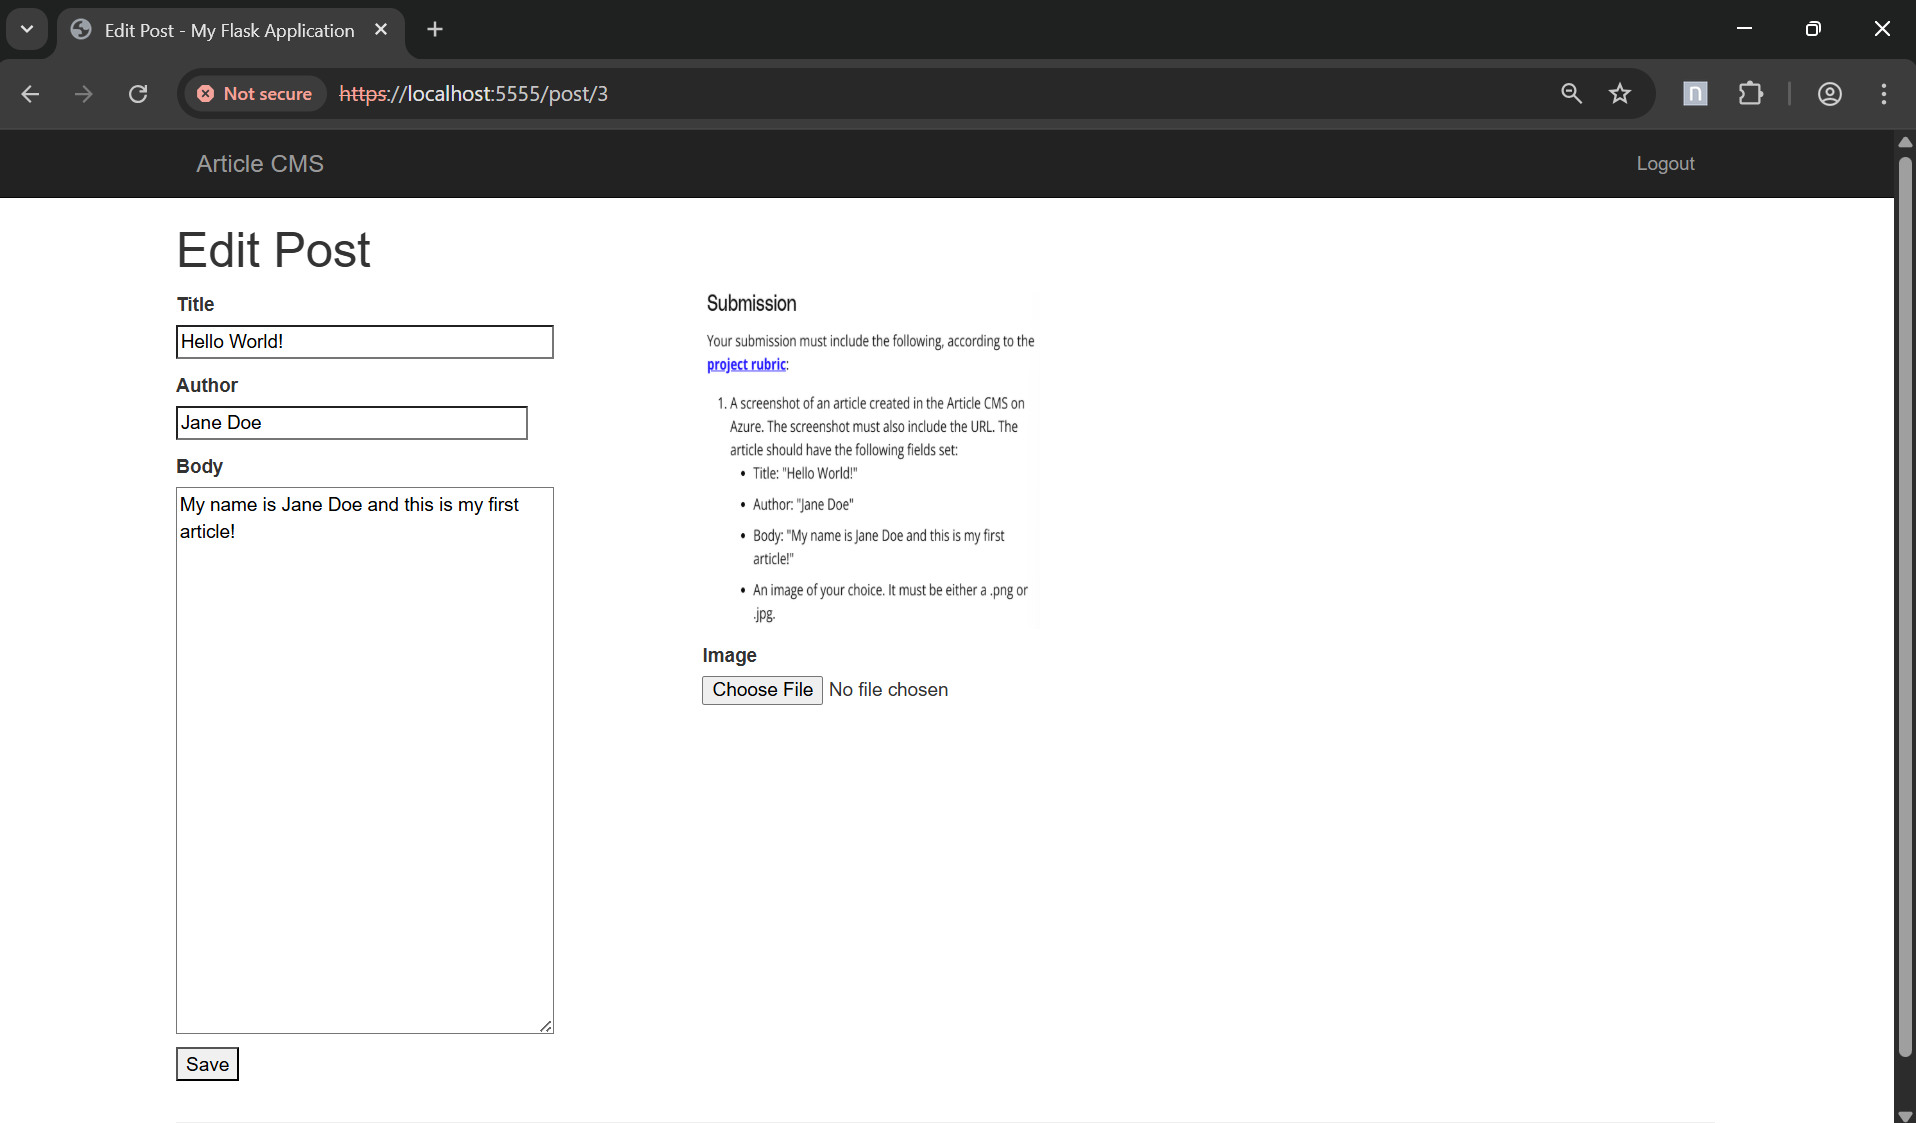 Edit Post - My Flask Application
Not secure
https://localhost:5555/post/3
n
Article CMS
Logout
Edit Post
Title
Hello World!
Author
Jane Doe
Body
My name is Jane Doe and this is my first
article!
Save
Submission
Your submission must include the following, according to the
project rubric:
1. A screenshot of an article created in the Article CMS on
Azure. The screenshot must also include the URL. The
article should have the following fields set:
• Title: "Hello World!"
• Author: "Jane Doe"
• Body: "My name is Jane Doe and this is my first
article!"
• An image of your choice. It must be either a .png or
.jpg.
Image
Choose File No file chosen